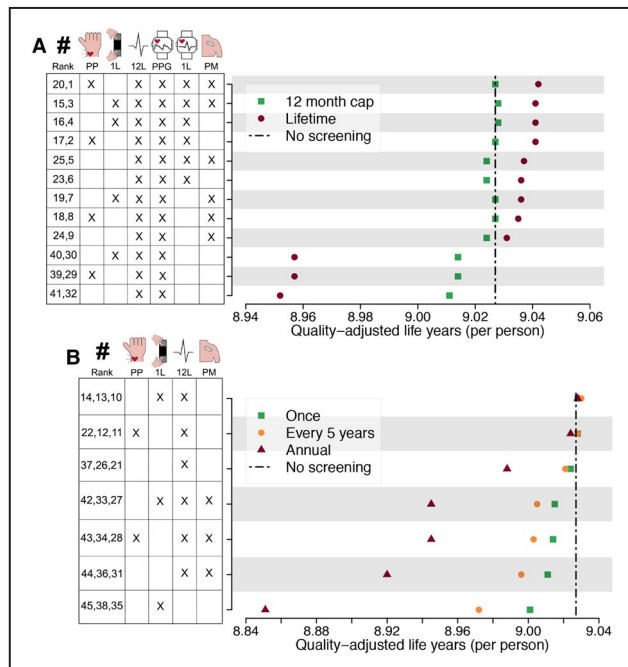 A # PP 1L 12L PPG 1L PM
Rank
20,1 X X X X X
15,3 X X X X X
16,4 X X X X
17,2 X X X X
25,5 X X X X
23,6 X X X
19,7 X X X X
18,8 X X X X
24,9 X X X
40,30 X X X
39,29 X X X
41,32 X X
12 month cap
Lifetime
No screening
8.94 8.96 8.98 9.00 9.02 9.04 9.06
Quality-adjusted life years (per person)
B # PP 1L 12L PM
Rank
14,13,10 X X
22,12,11 X X
37,26,21 X
42,33,27 X X X
43,34,28 X X X
44,36,31 X X
45,38,35 X
Once
Every 5 years
Annual
No screening
8.84 8.88 8.92 8.96 9.00 9.04
Quality-adjusted life years (per person)